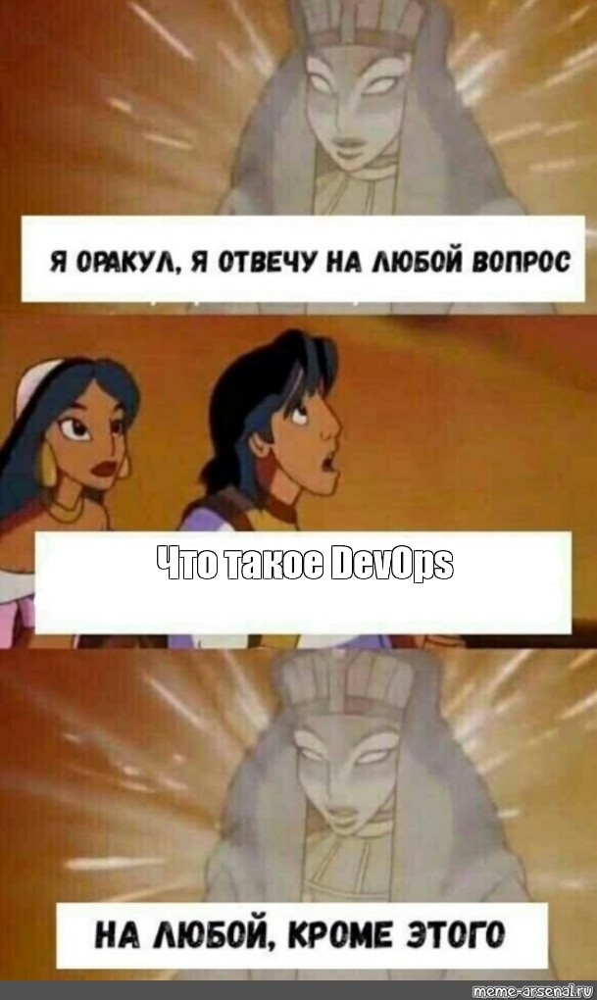 Я ОРАКУЛ, Я ОТВЕЧУ НА ЛЮБОЙ ВОПРОС
Что такое DevOps
НА ЛЮБОЙ, КРОМЕ ЭТОГО
meme-arsenal.ru